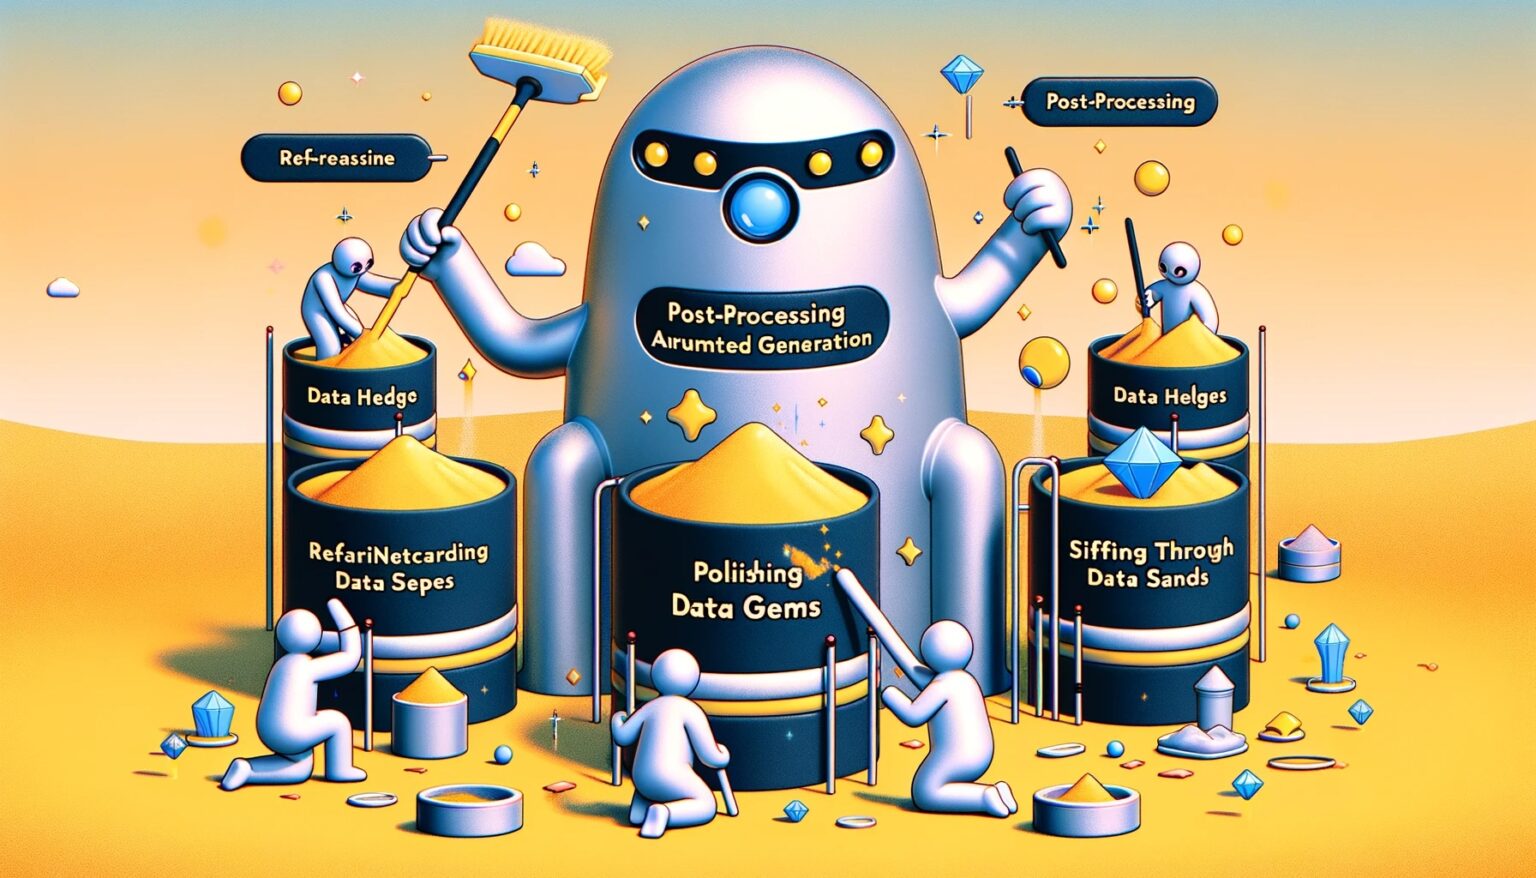 Post-Processing
Ref-reassine
Post-Processing
Airumted Generation
Data Hedgo
Data Helges
RefariNetcarding
Data Sepes
Poliishing
Data Gems
Siffing Through
Data Sands